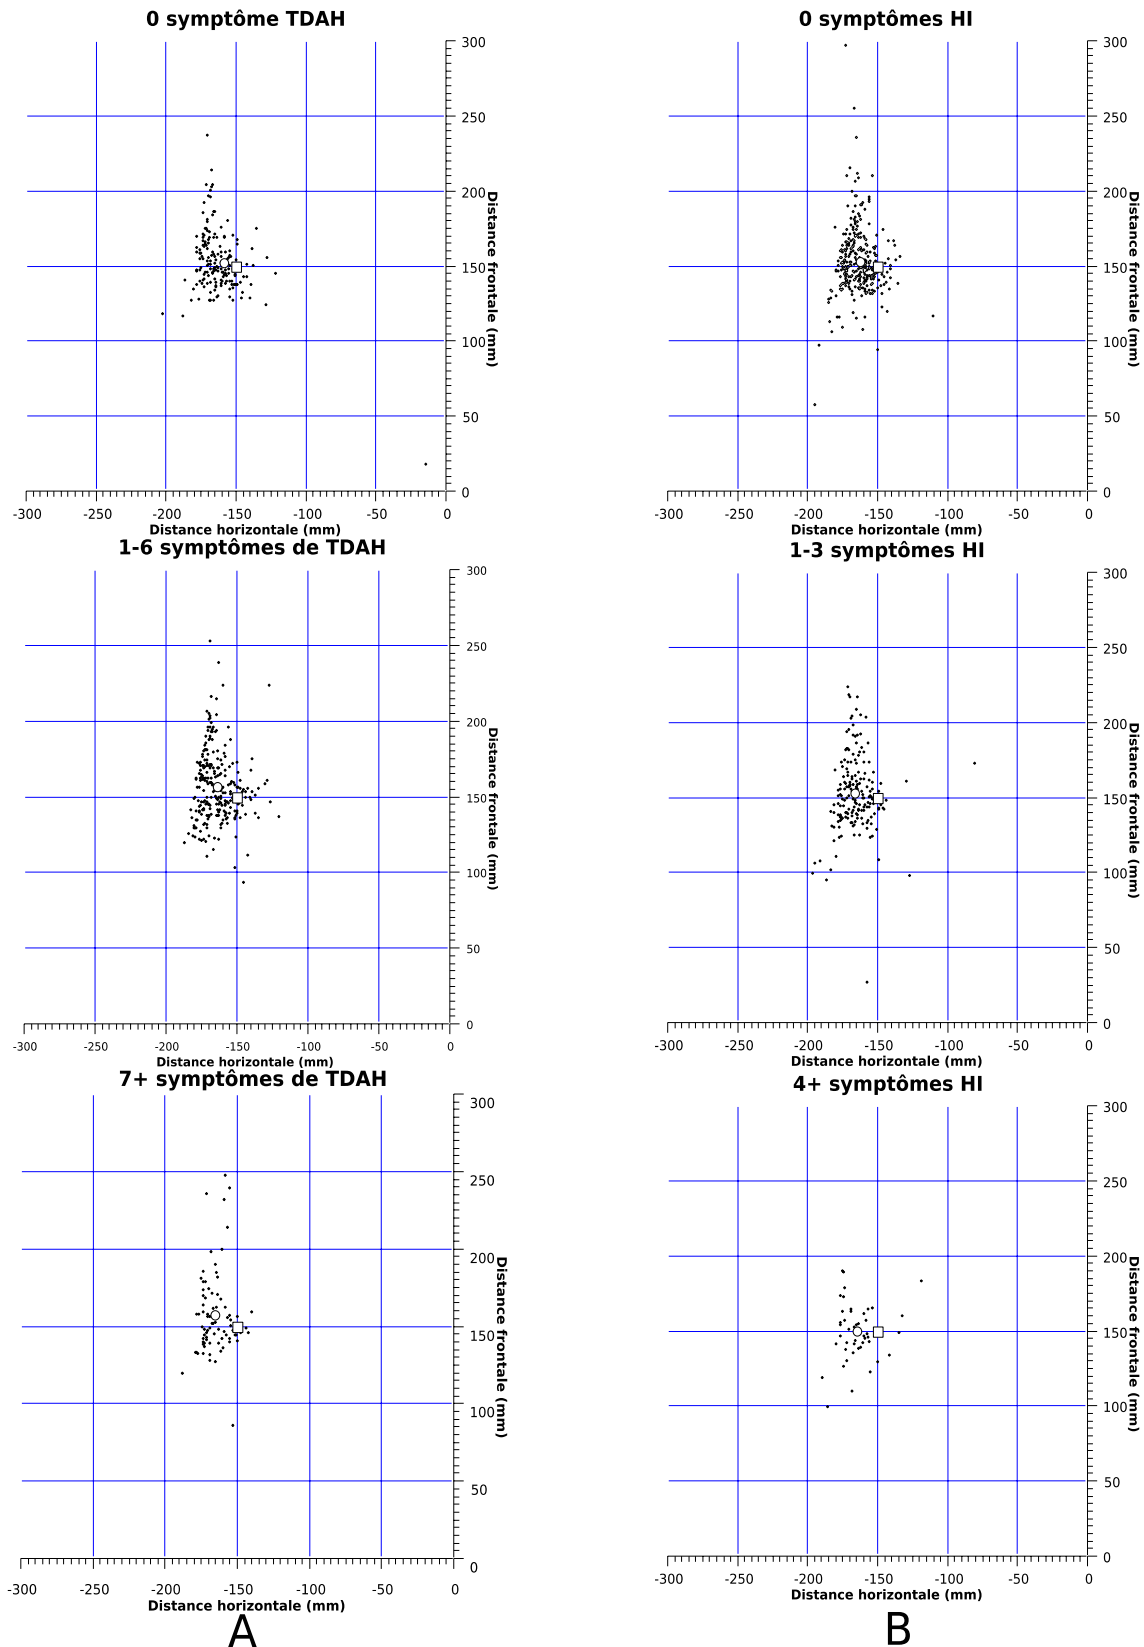 0 symptôme TDAH
300
250
200
150
100
50
0
Distance frontale (mm)
-300 -250 -200 -150 -100 -50 0
Distance horizontale (mm)
1-6 symptômes de TDAH
300
250
200
150
100
50
0
Distance frontale (mm)
-300 -250 -200 -150 -100 -50 0
Distance horizontale (mm)
7+ symptômes de TDAH
300
250
200
150
100
50
0
Distance frontale (mm)
-300 -250 -200 -150 -100 -50 0
Distance horizontale (mm)
A
0 symptômes HI
300
250
200
150
100
50
0
Distance frontale (mm)
-300 -250 -200 -150 -100 -50 0
Distance horizontale (mm)
1-3 symptômes HI
300
250
200
150
100
50
0
Distance frontale (mm)
-300 -250 -200 -150 -100 -50 0
Distance horizontale (mm)
4+ symptômes HI
300
250
200
150
100
50
0
Distance frontale (mm)
-300 -250 -200 -150 -100 -50 0
Distance horizontale (mm)
B